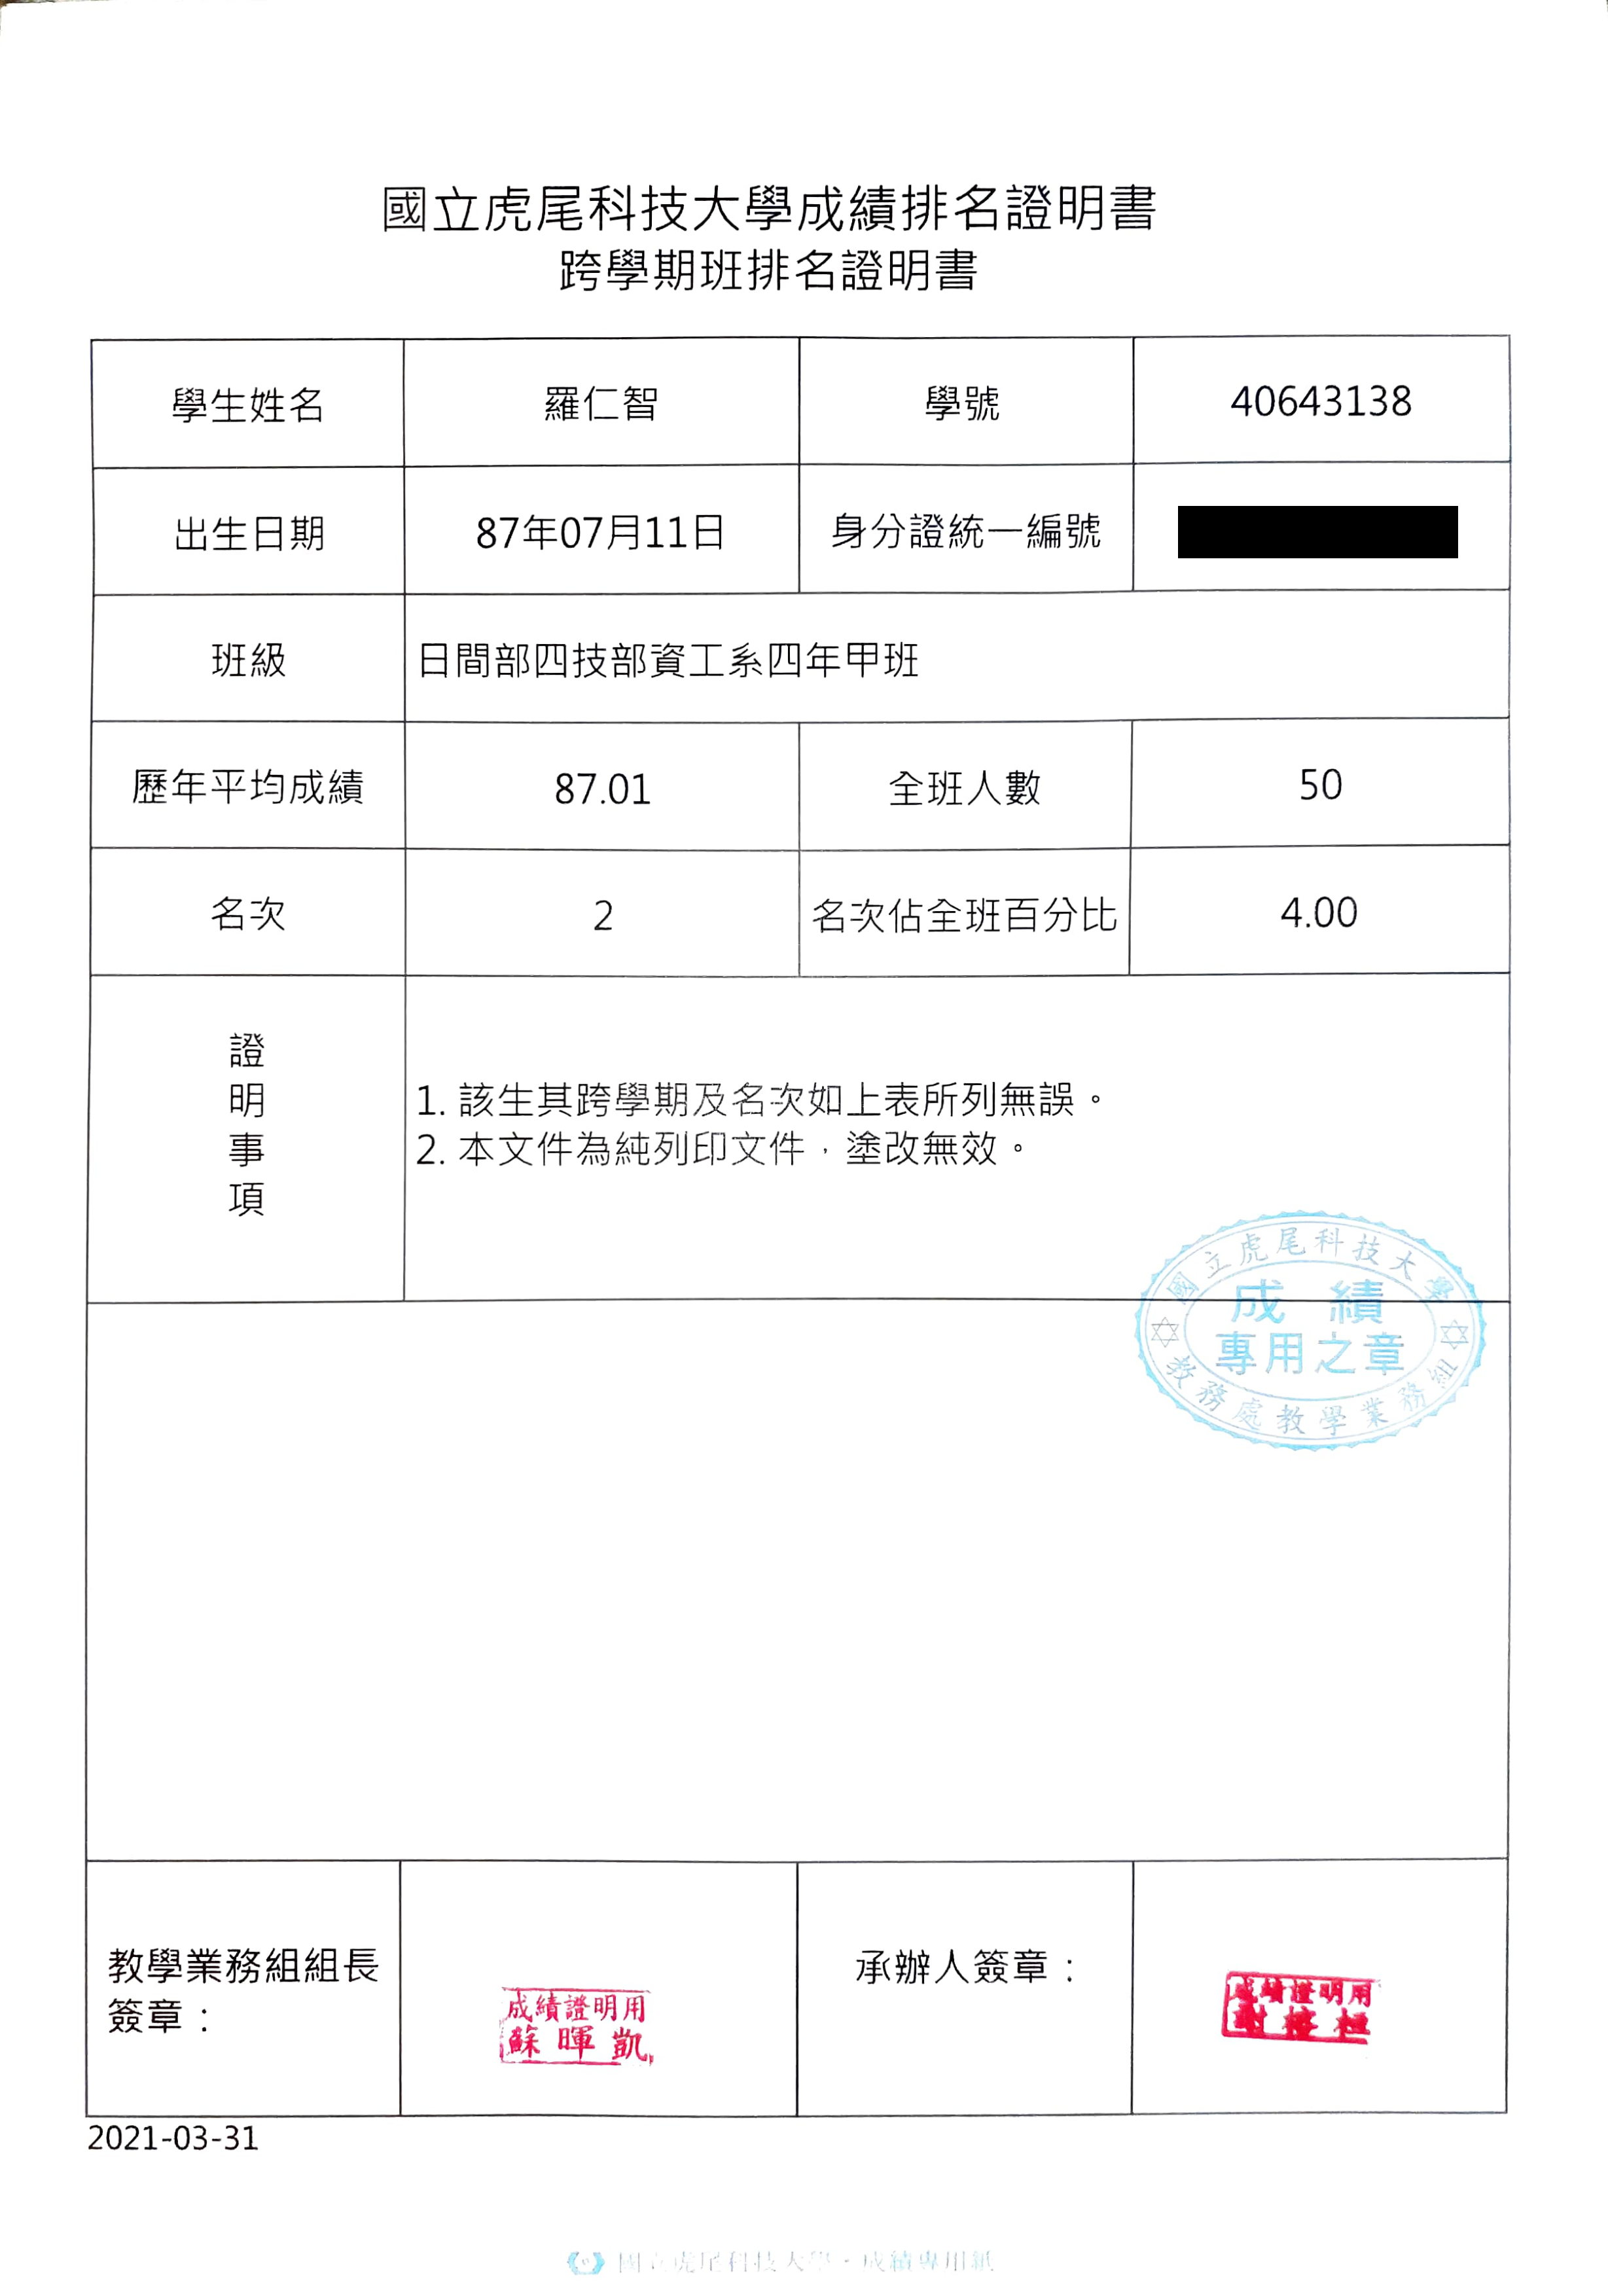 國立虎尾科技大學成績排名證明書
跨學期班排名證明書
學生姓名 羅仁智 學號 40643138
出生日期 87年07月11日 身分證統一編號
班級 日間部四技部資工系四年甲班
歷年平均成績 87.01 全班人數 50
名次 2 名次佔全班百分比 4.00
證
明
事
項
1. 該生其跨學期及名次如上表所列無誤。
2. 本文件為純列印文件，塗改無效。
國立虎尾科技大學
成績
專用之章
教務處教學業務組
教學業務組組長
簽章：
成績證明用
蘇暉凱
承辦人簽章：
成績證明用
2021-03-31
國立虎尾科技大學・成績專用紙